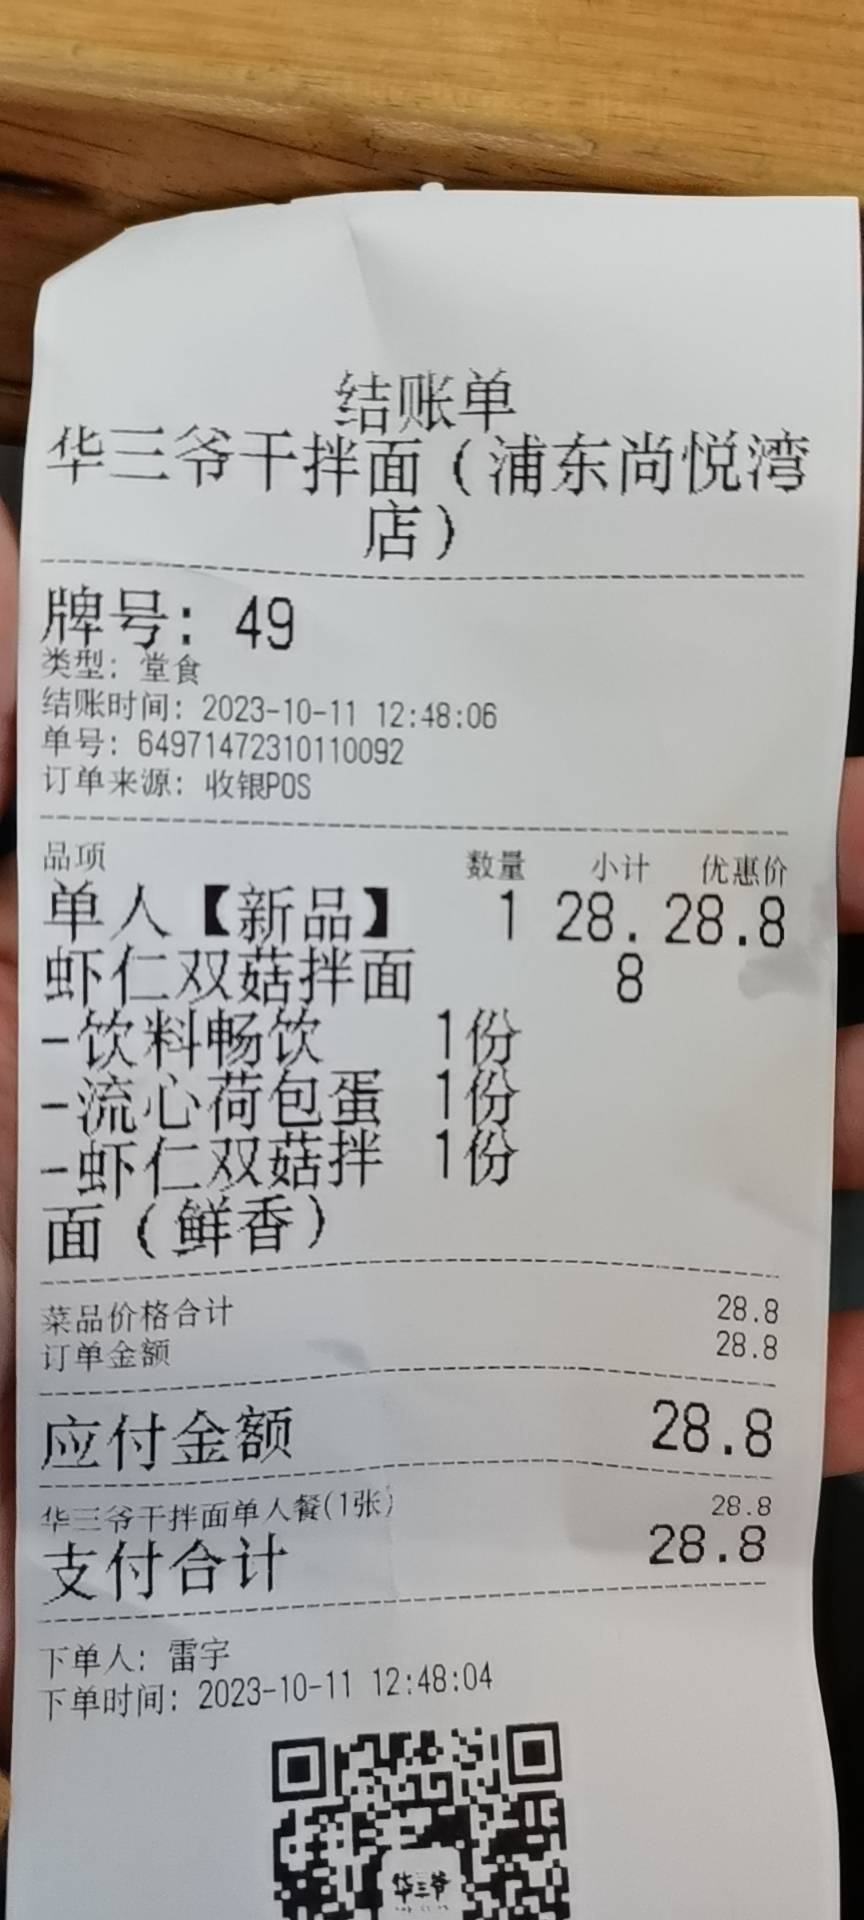 结账单
华三爷干拌面(浦东尚悦湾
店)
牌号: 49
类型: 堂食
结账时间: 2023-10-11 12:48:06
单号: 64971472310110092
订单来源: 收银POS
品项 数量 小计 优惠价
单人【新品】 1 28. 28.8
虾仁双菇拌面 8
-饮料畅饮 1份
-流心荷包蛋 1份
-虾仁双菇拌 1份
面(鲜香)
菜品价格合计 28.8
订单金额 28.8
应付金额 28.8
华三爷干拌面单人餐(1张) 28.8
支付合计 28.8
下单人: 雷宇
下单时间: 2023-10-11 12:48:04
华三爷